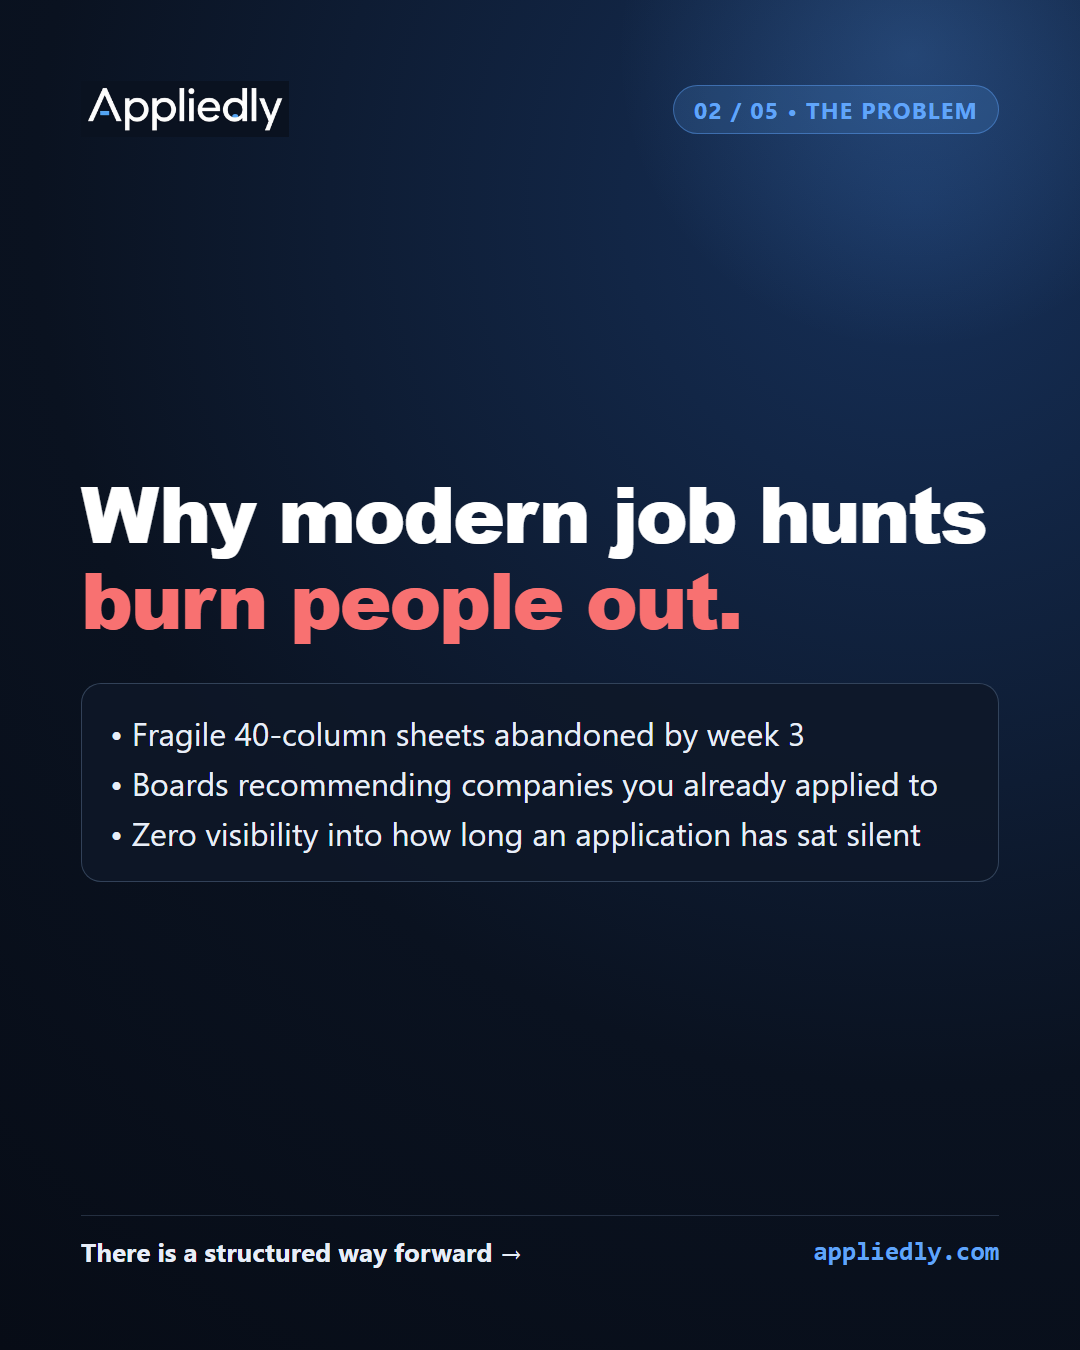 Appliedly
02 / 05 • THE PROBLEM
Why modern job hunts
burn people out.
• Fragile 40-column sheets abandoned by week 3
• Boards recommending companies you already applied to
• Zero visibility into how long an application has sat silent
There is a structured way forward →
appliedly.com